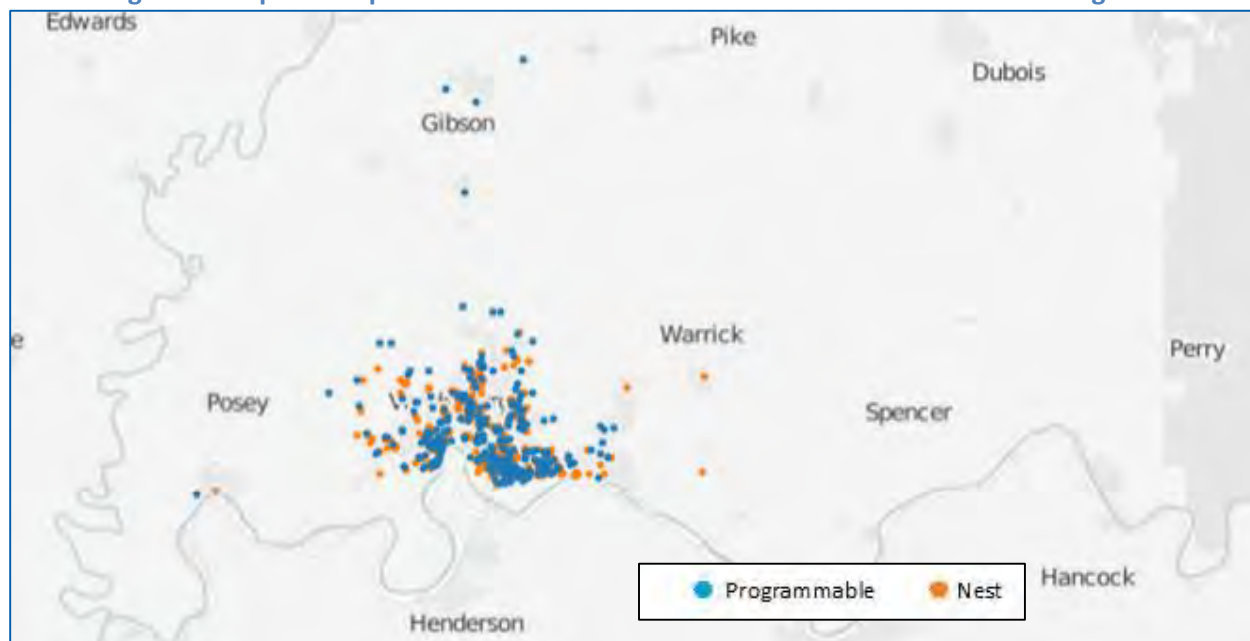 Edwards
Pike
Dubois
Gibson
Warrick
Perry
e
Posey
Spencer
Programmable Nest
Hancock
Henderson